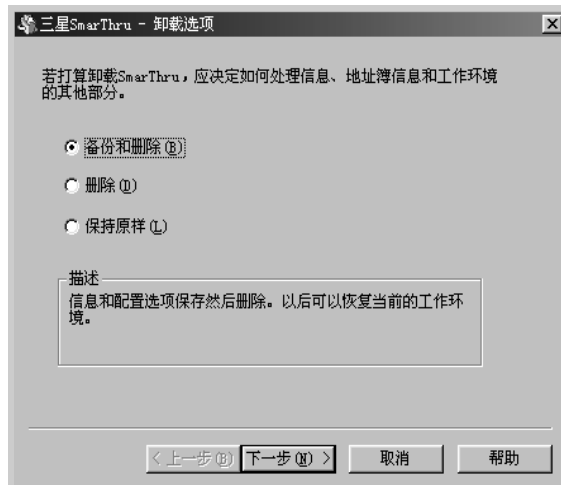 三星SmarThru - 卸载选项
若打算卸载SmarThru，应决定如何处理信息、地址簿信息和工作环境
的其他部分。
备份和删除(B)
删除(D)
保持原样(L)
描述
信息和配置选项保存然后删除。以后可以恢复当前的工作环
境。
< 上一步(B) 下一步(N) > 取消 帮助